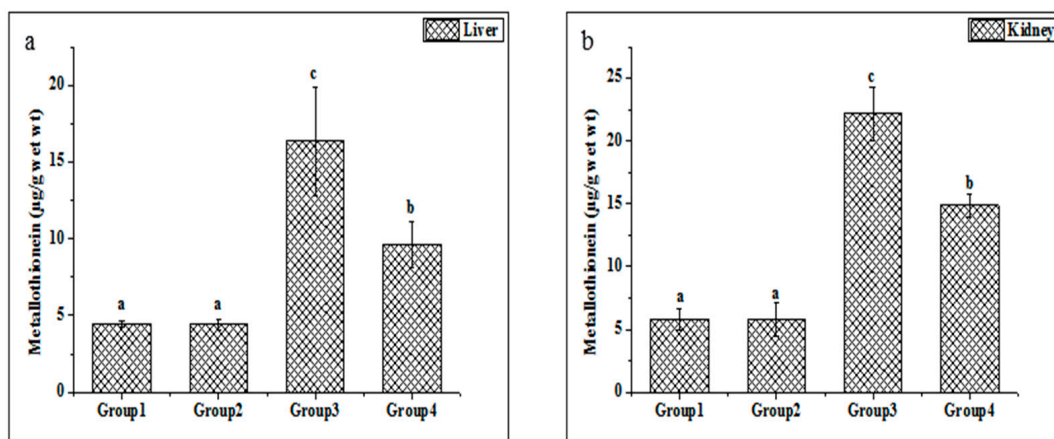 a
Liver
Metallothionein (µg/g wet wt)
20
15
10
5
0
a
a
c
b
Group1
Group2
Group3
Group4
b
Kidney
Metallothionein (µg/g wet wt)
25
20
15
10
5
0
a
a
c
b
Group1
Group2
Group3
Group4